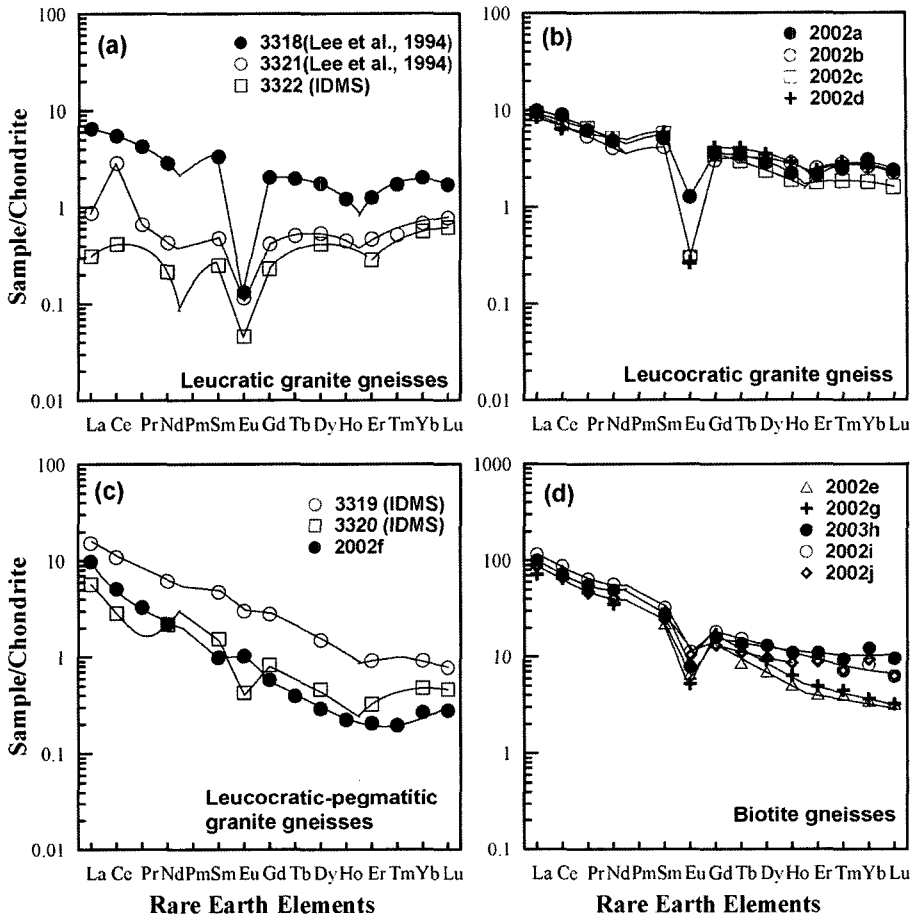 (a)
3318(Lee et al., 1994)
3321(Lee et al., 1994)
3322 (IDMS)
100
10
1
0.1
0.01
Sample/Chondrite
Leucratic granite gneisses
La Ce Pr Nd Pm Sm Eu Gd Tb Dy Ho Er Tm Yb Lu
(b)
2002a
2002b
2002c
2002d
100
10
1
0.1
0.01
Leucocratic granite gneiss
La Ce Pr Nd Pm Sm Eu Gd Tb Dy Ho Er Tm Yb Lu
(c)
3319 (IDMS)
3320 (IDMS)
2002f
100
10
1
0.1
0.01
Sample/Chondrite
Leucocratic-pegmatitic
granite gneisses
La Ce Pr Nd Pm Sm Eu Gd Tb Dy Ho Er Tm Yb Lu
Rare Earth Elements
(d)
2002e
2002g
2003h
2002i
2002j
1000
100
10
1
0.1
Biotite gneisses
La Ce Pr Nd Pm Sm Eu Gd Tb Dy Ho Er Tm Yb Lu
Rare Earth Elements